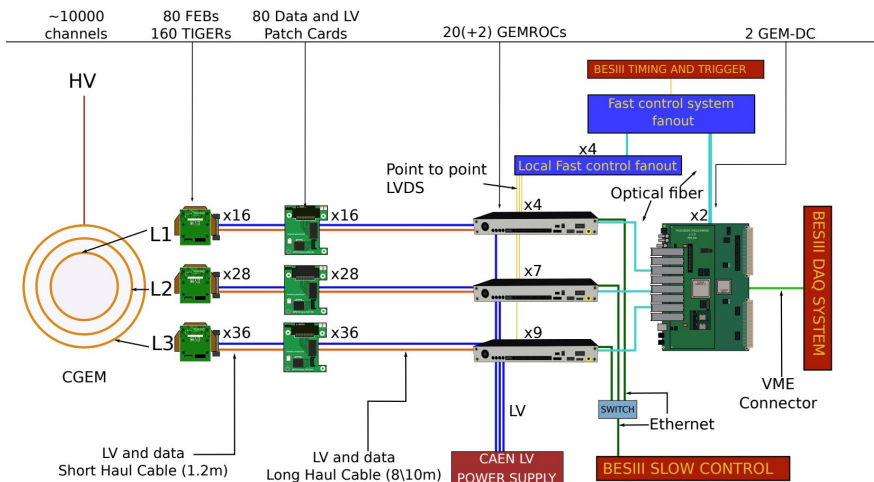 ~10000
channels
80 FEBs
160 TIGERs
80 Data and LV
Patch Cards
20(+2) GEMROCs
2 GEM-DC
HV
BESIII TIMING AND TRIGGER
Fast control system
fanout
x4
Local Fast control fanout
Point to point
LVDS
Optical fiber
x2
L1
x16
x16
x4
L2
x28
x28
x7
L3
x36
x36
x9
CGEM
BESIII DAQ SYSTEM
VME
Connector
LV
SWITCH
Ethernet
LV and data
Short Haul Cable (1.2m)
LV and data
Long Haul Cable (8\10m)
CAEN LV
POWER SUPPLY
BESIII SLOW CONTROL